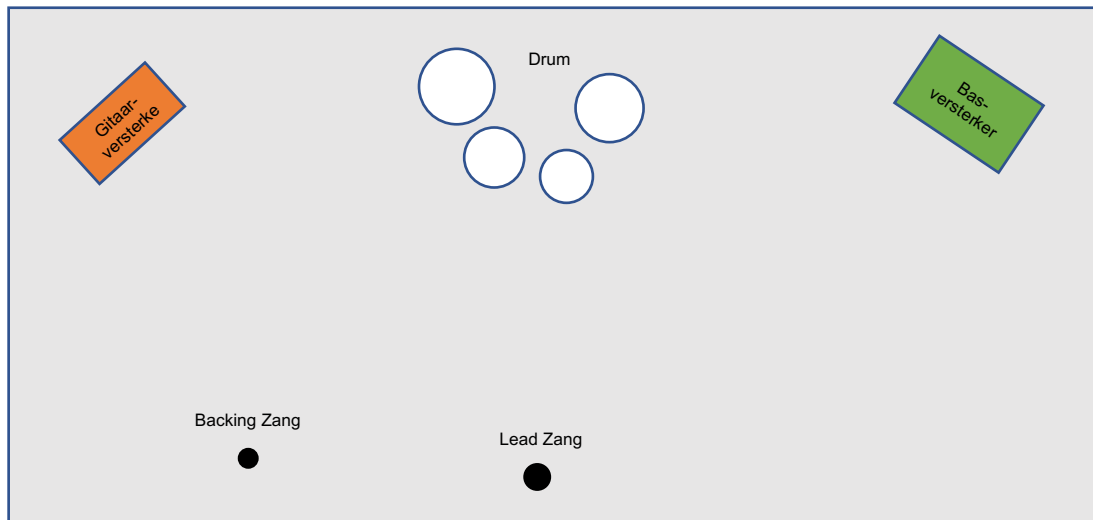 Drum
Gitaar-
versterke
Bas-
versterker
Backing Zang
Lead Zang